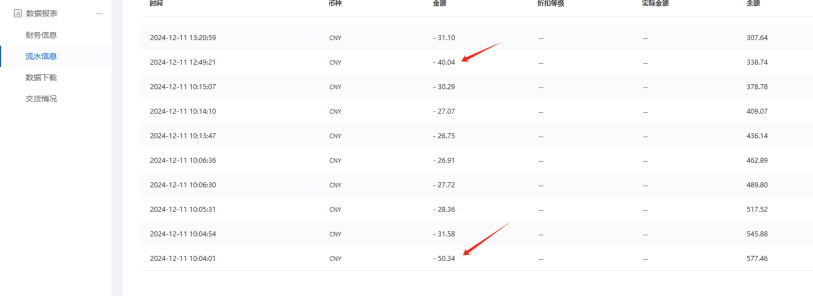 时间 币种 金额 折扣等级 实际金额 余额
数据报表 ···
财务信息
2024-12-11 13:20:59 CNY - 31.10 -- -- 307.64
流水信息
2024-12-11 12:49:21 CNY - 40.04 -- -- 338.74
数据下载
2024-12-11 10:15:07 CNY - 30.29 -- -- 378.78
交货情况
2024-12-11 10:14:10 CNY - 27.07 -- -- 409.07
2024-12-11 10:13:47 CNY - 26.75 -- -- 436.14
2024-12-11 10:06:36 CNY - 26.91 -- -- 462.89
2024-12-11 10:06:30 CNY - 27.72 -- -- 489.80
2024-12-11 10:05:31 CNY - 28.36 -- -- 517.52
2024-12-11 10:04:54 CNY - 31.58 -- -- 545.88
2024-12-11 10:04:01 CNY - 50.34 -- -- 577.46